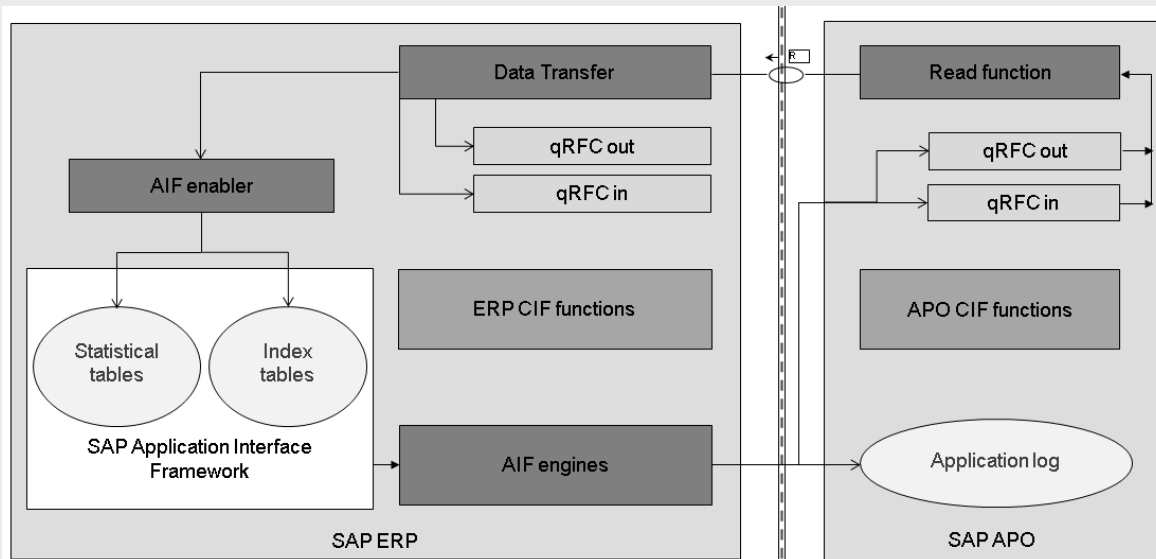 Data Transfer
R
Read function
qRFC out
qRFC out
AIF enabler
qRFC in
qRFC in
ERP CIF functions
APO CIF functions
Statistical
tables
Index
tables
SAP Application Interface
Framework
AIF engines
Application log
SAP ERP
SAP APO